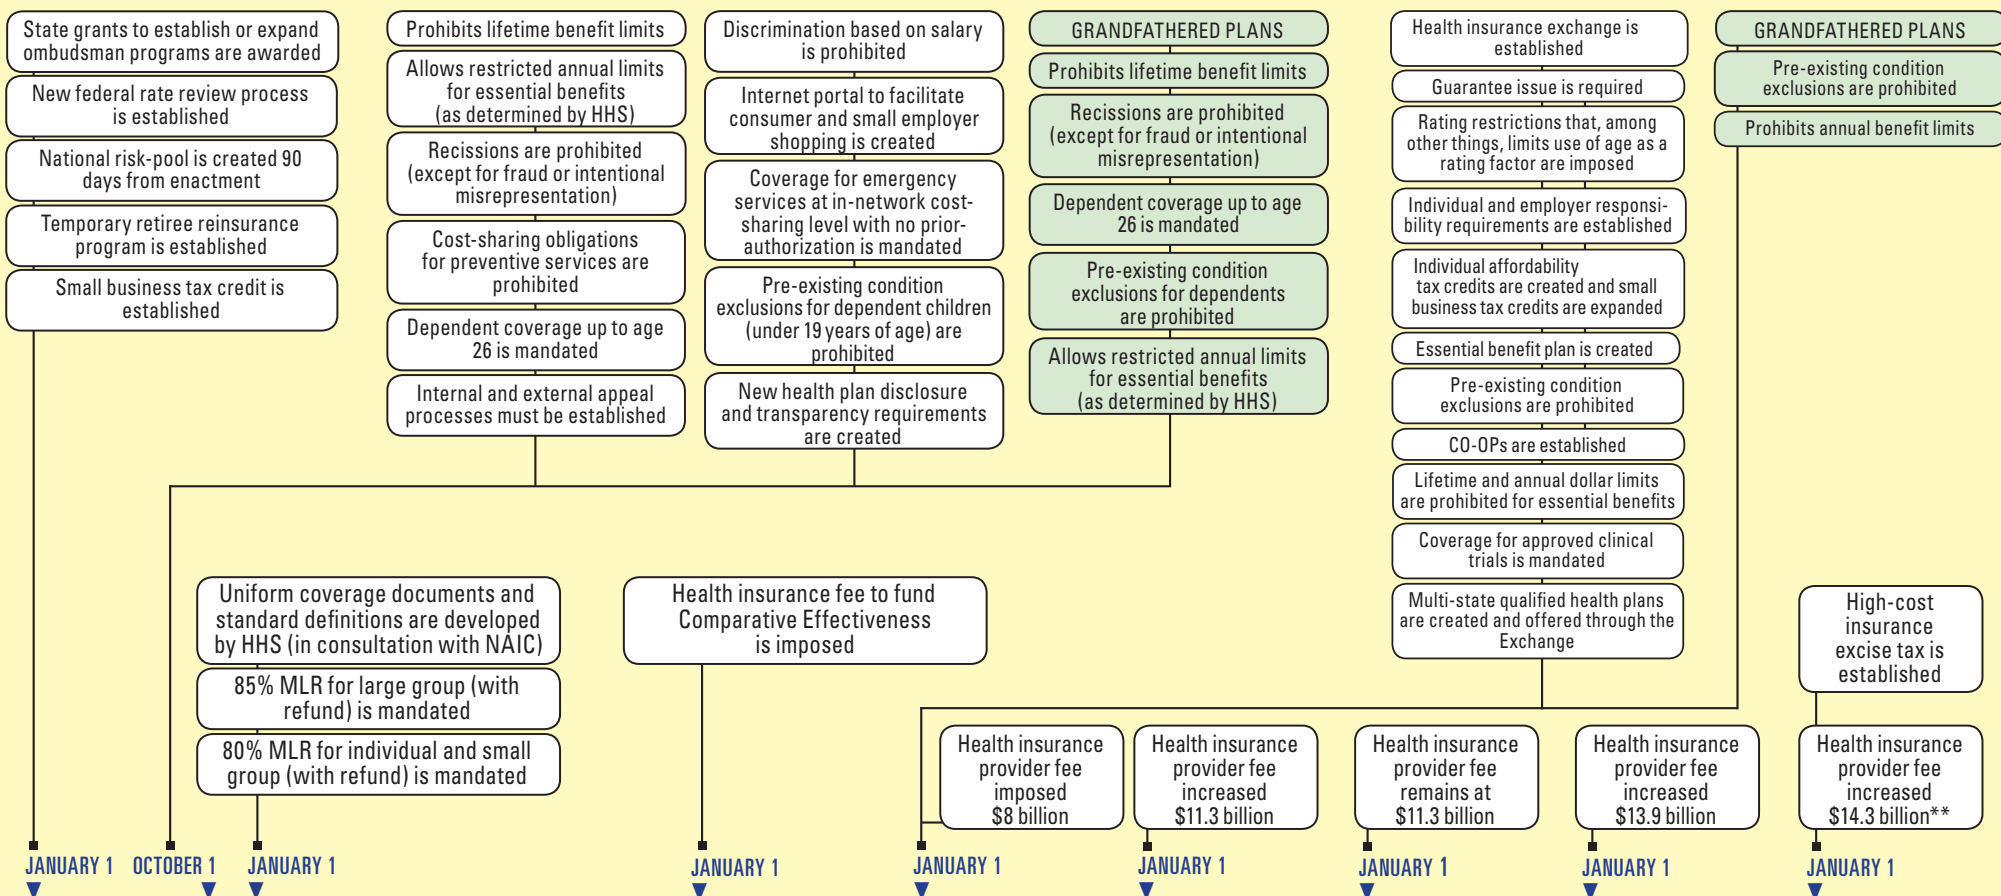 State grants to establish or expand
ombudsman programs are awarded
New federal rate review process
is established
National risk-pool is created 90
days from enactment
Temporary retiree reinsurance
program is established
Small business tax credit is
established
Prohibits lifetime benefit limits
Allows restricted annual limits
for essential benefits
(as determined by HHS)
Recissions are prohibited
(except for fraud or intentional
misrepresentation)
Cost-sharing obligations
for preventive services are
prohibited
Dependent coverage up to age
26 is mandated
Internal and external appeal
processes must be established
Discrimination based on salary
is prohibited
Internet portal to facilitate
consumer and small employer
shopping is created
Coverage for emergency
services at in-network cost-
sharing level with no prior-
authorization is mandated
Pre-existing condition
exclusions for dependent children
(under 19 years of age) are
prohibited
New health plan disclosure
and transparency requirements
are created
GRANDFATHERED PLANS
Prohibits lifetime benefit limits
Recissions are prohibited
(except for fraud or intentional
misrepresentation)
Dependent coverage up to age
26 is mandated
Pre-existing condition
exclusions for dependents
are prohibited
Allows restricted annual limits
for essential benefits
(as determined by HHS)
Health insurance exchange is
established
Guarantee issue is required
Rating restrictions that, among
other things, limits use of age as a
rating factor are imposed
Individual and employer responsi-
bility requirements are established
Individual affordability
tax credits are created and small
business tax credits are expanded
Essential benefit plan is created
Pre-existing condition
exclusions are prohibited
CO-OPs are established
Lifetime and annual dollar limits
are prohibited for essential benefits
Coverage for approved clinical
trials is mandated
Multi-state qualified health plans
are created and offered through the
Exchange
GRANDFATHERED PLANS
Pre-existing condition
exclusions are prohibited
Prohibits annual benefit limits
Uniform coverage documents and
standard definitions are developed
by HHS (in consultation with NAIC)
85% MLR for large group (with
refund) is mandated
80% MLR for individual and small
group (with refund) is mandated
Health insurance fee to fund
Comparative Effectiveness
is imposed
High-cost
insurance
excise tax is
established
Health insurance
provider fee
imposed
$8 billion
Health insurance
provider fee
increased
$11.3 billion
Health insurance
provider fee
remains at
$11.3 billion
Health insurance
provider fee
increased
$13.9 billion
Health insurance
provider fee
increased
$14.3 billion**
JANUARY 1
OCTOBER 1
JANUARY 1
JANUARY 1
JANUARY 1
JANUARY 1
JANUARY 1
JANUARY 1
JANUARY 1